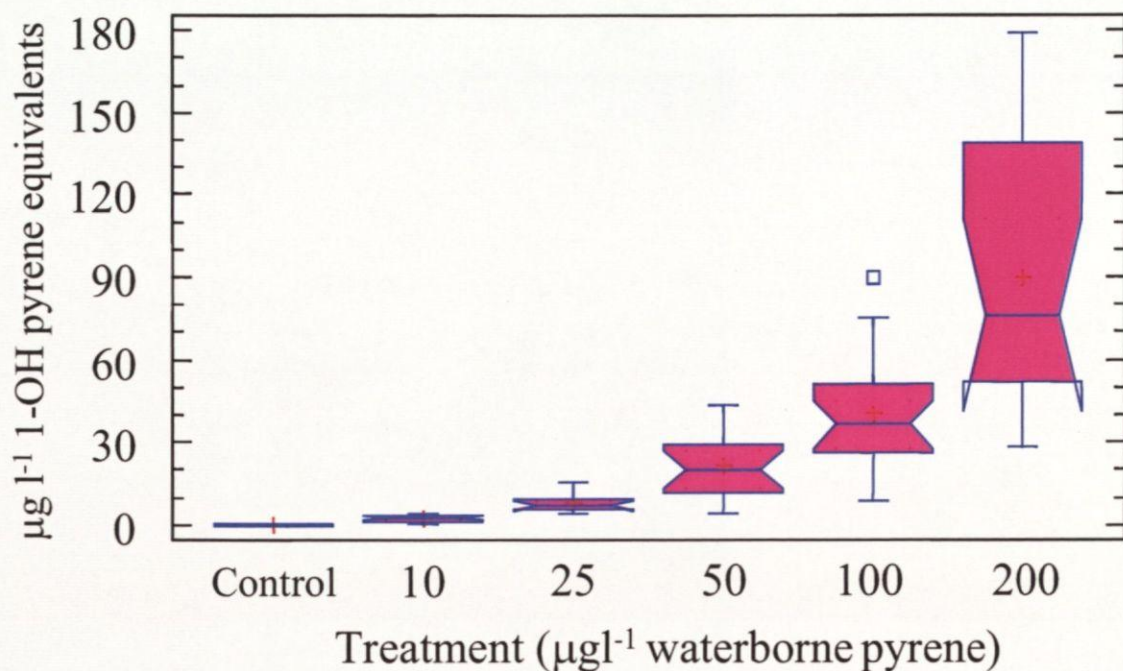 µg l⁻¹ 1-OH pyrene equivalents
180
150
120
90
60
30
0
Control 10 25 50 100 200
Treatment (µgl⁻¹ waterborne pyrene)